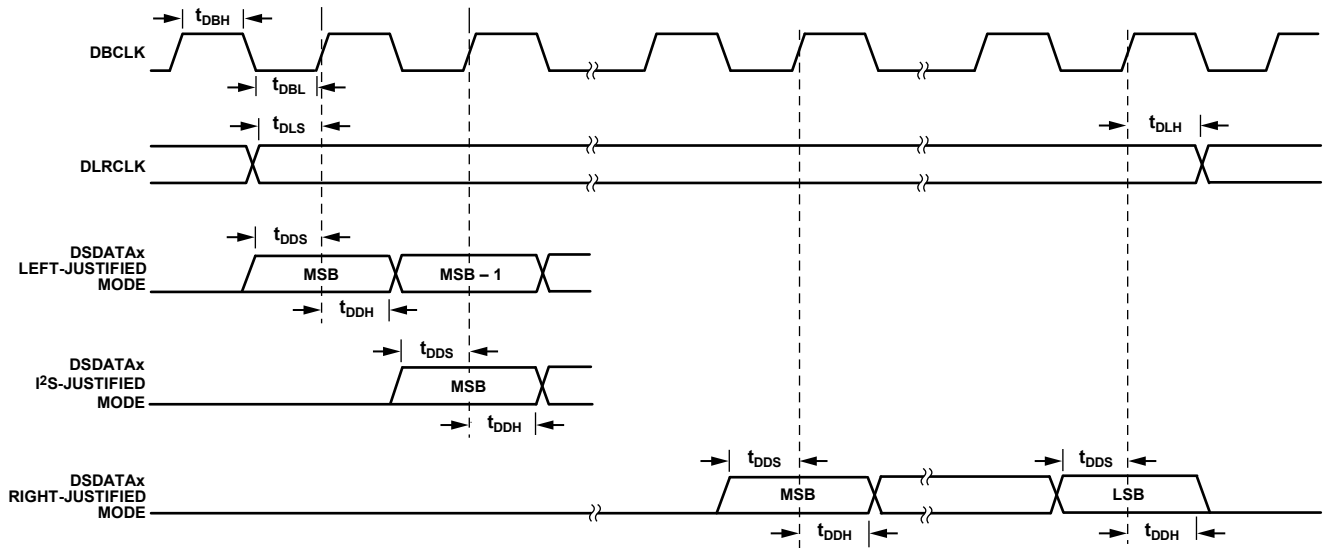 tDBH
DBCLK
tDBL
tDLS
tDLH
DLRCLK
DSDATAx
LEFT-JUSTIFIED
MODE
tDDS
MSB
MSB – 1
tDDH
DSDATAx
I²S-JUSTIFIED
MODE
tDDS
MSB
tDDH
DSDATAx
RIGHT-JUSTIFIED
MODE
tDDS
tDDS
MSB
LSB
tDDH
tDDH